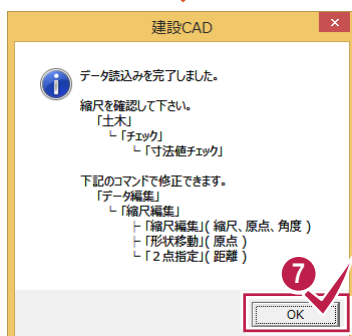 建設CAD
データ読込みを完了しました。
縮尺を確認して下さい。
「土木」
└「チェック」
└「寸法値チェック」
下記のコマンドで修正できます。
「データ編集」
└「縮尺編集」
├「縮尺編集」( 縮尺、原点、角度 )
├「形状移動」( 原点 )
└「２点指定」( 距離 )
7
OK